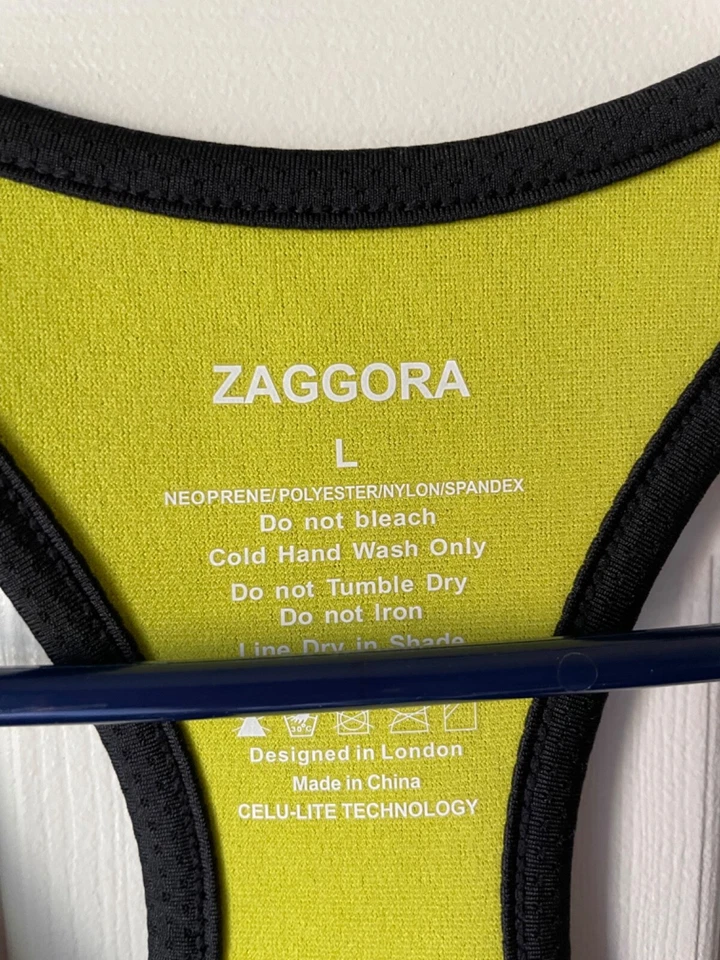 ZAGGORA
L
NEOPRENE/POLYESTER/NYLON/SPANDEX
Do not bleach
Cold Hand Wash Only
Do not Tumble Dry
Do not Iron
Line Dry in Shade
30°C
Designed in London
Made in China
CELU-LITE TECHNOLOGY